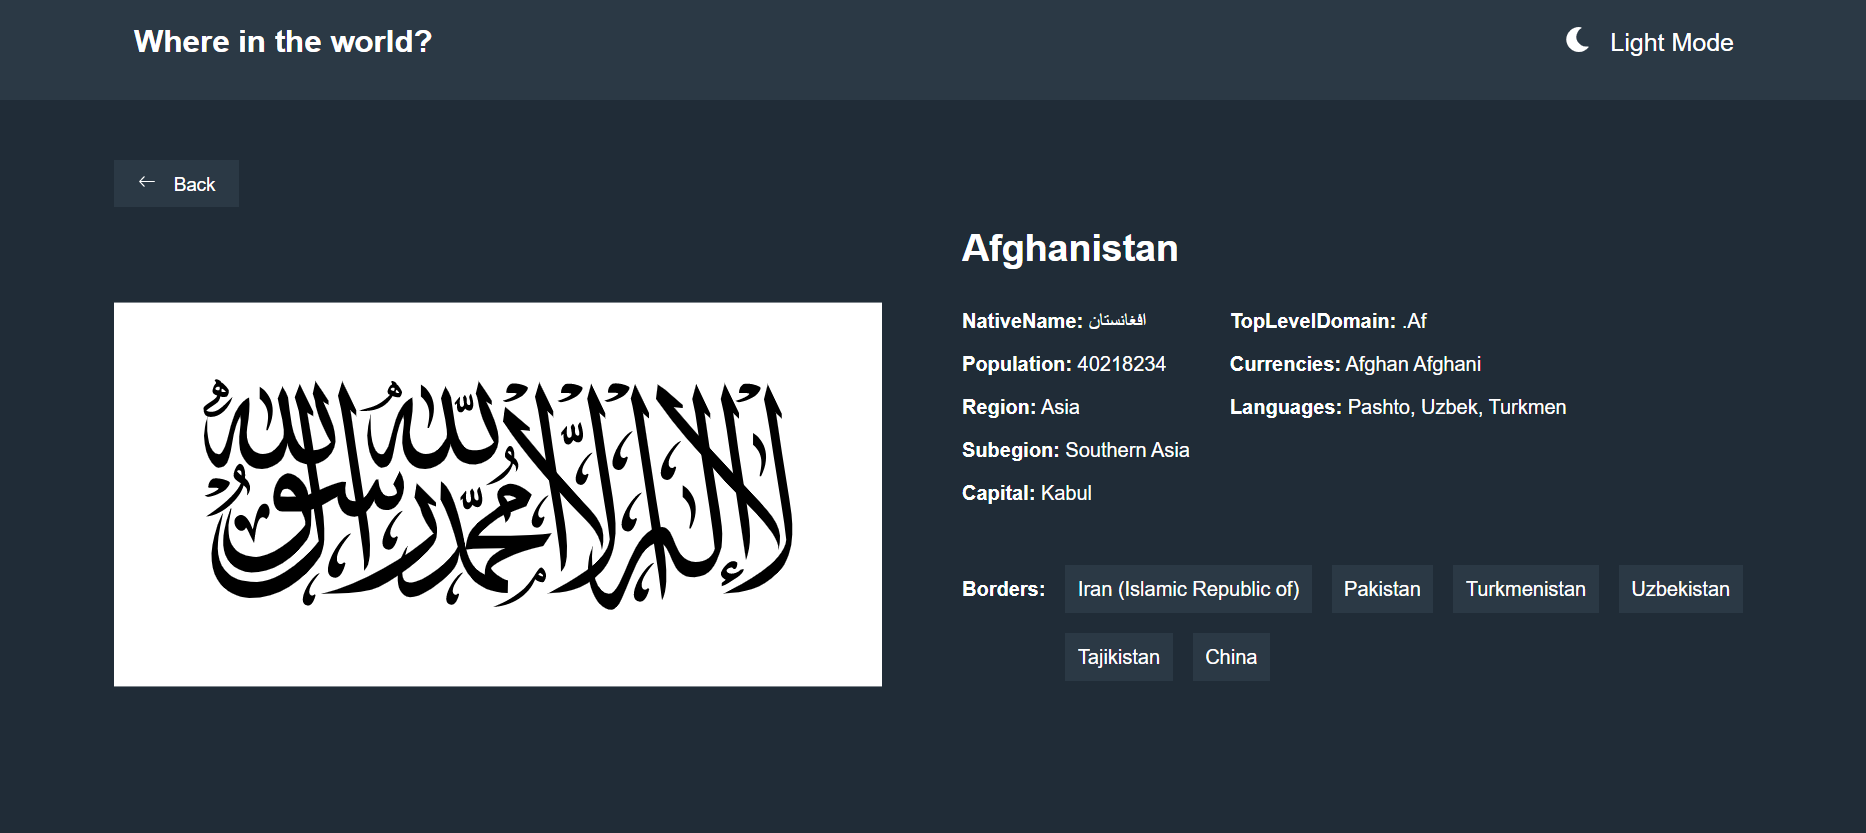 Where in the world?
Light Mode
Back
Afghanistan
NativeName: افغانستان
Population: 40218234
Region: Asia
Subegion: Southern Asia
Capital: Kabul
TopLevelDomain: .Af
Currencies: Afghan Afghani
Languages: Pashto, Uzbek, Turkmen
Borders: Iran (Islamic Republic of) Pakistan Turkmenistan Uzbekistan
Tajikistan China
لا إله إلا الله محمد رسول الله